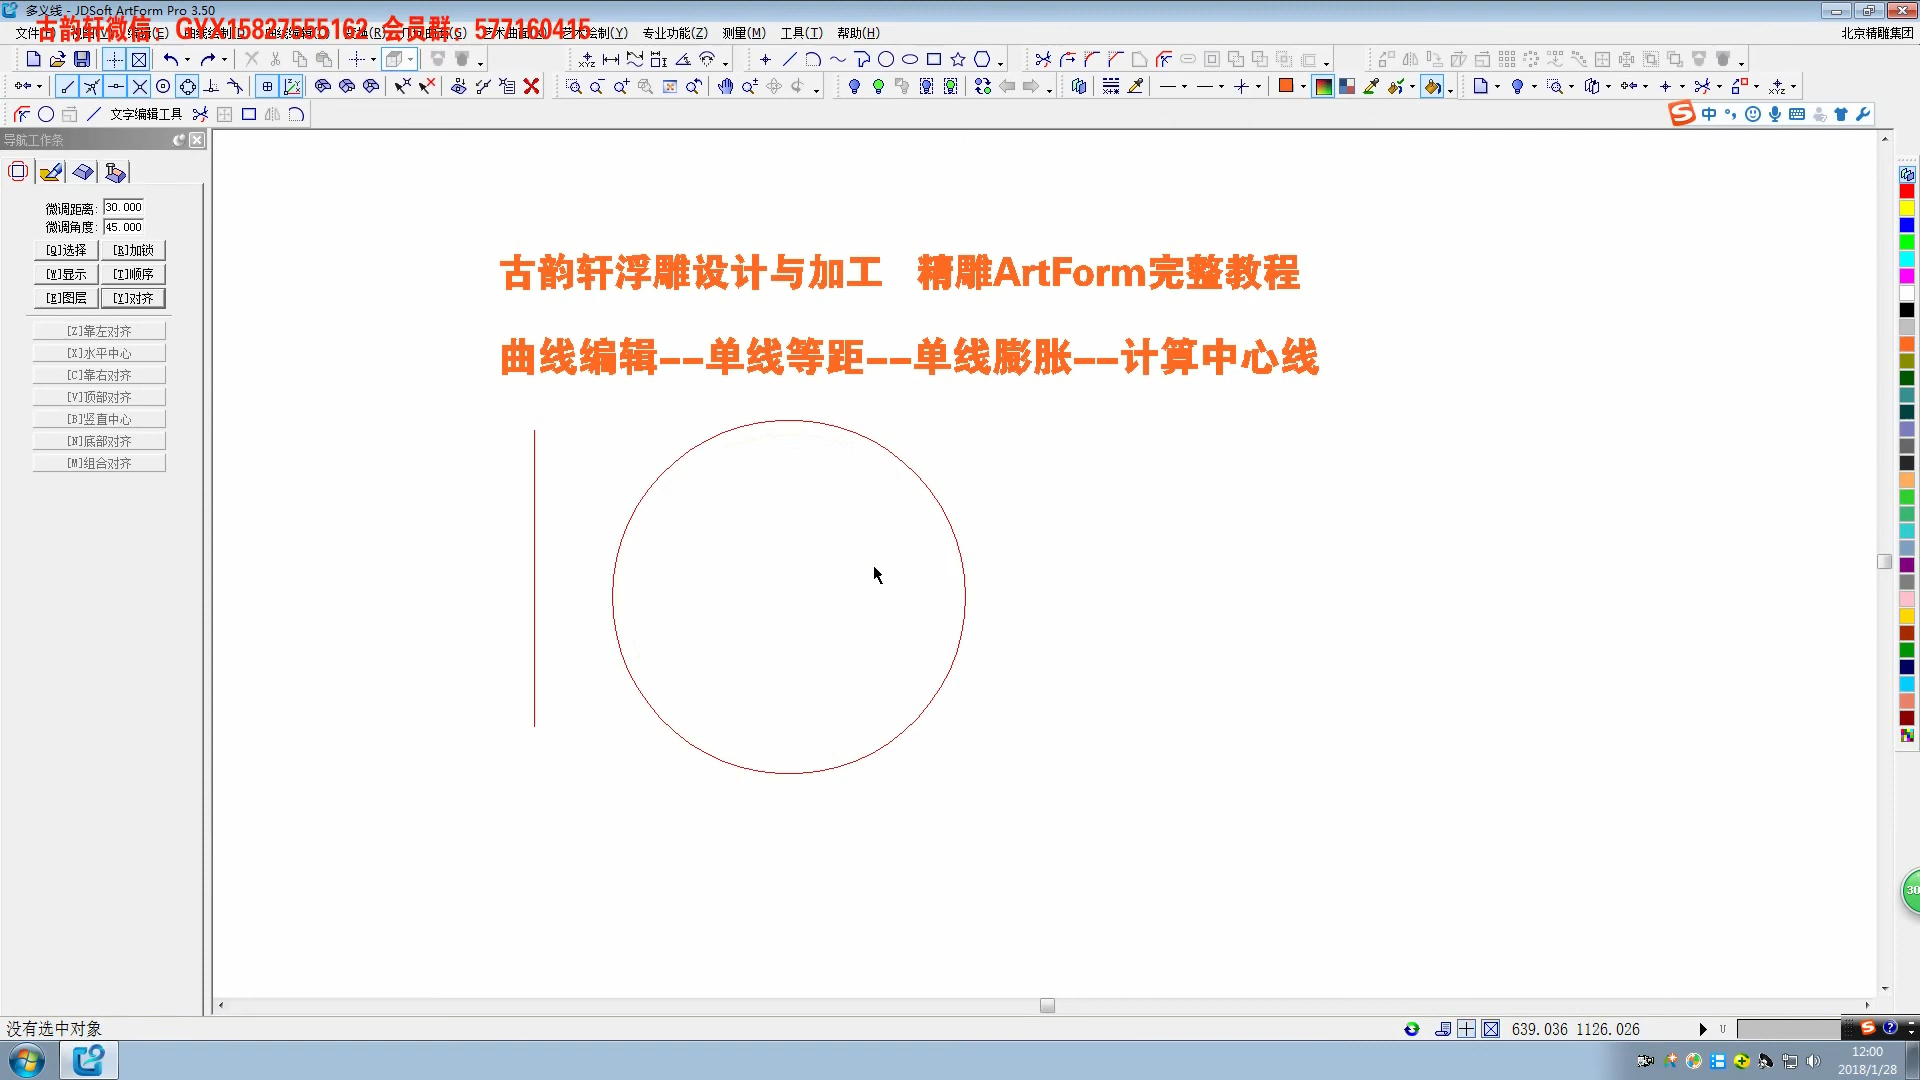 多义线 - JDSoft ArtForm Pro 3.50
古韵轩微信：GYX15827555162 会员群：577160415
专业功能(Z) 测量(M) 工具(T) 帮助(H)
北京精雕集团
文字编辑工具
中
导航工作条
微调距离: 30.000
微调角度: 45.000
[Q]选择 [R]加锁
[W]显示 [T]顺序
[E]图层 [Y]对齐
[Z]靠左对齐
[X]水平中心
[C]靠右对齐
[V]顶部对齐
[B]竖直中心
[N]底部对齐
[M]组合对齐
古韵轩浮雕设计与加工 精雕ArtForm完整教程
曲线编辑--单线等距--单线膨胀--计算中心线
30
没有选中对象
639.036 1126.026
12:00
2018/1/28